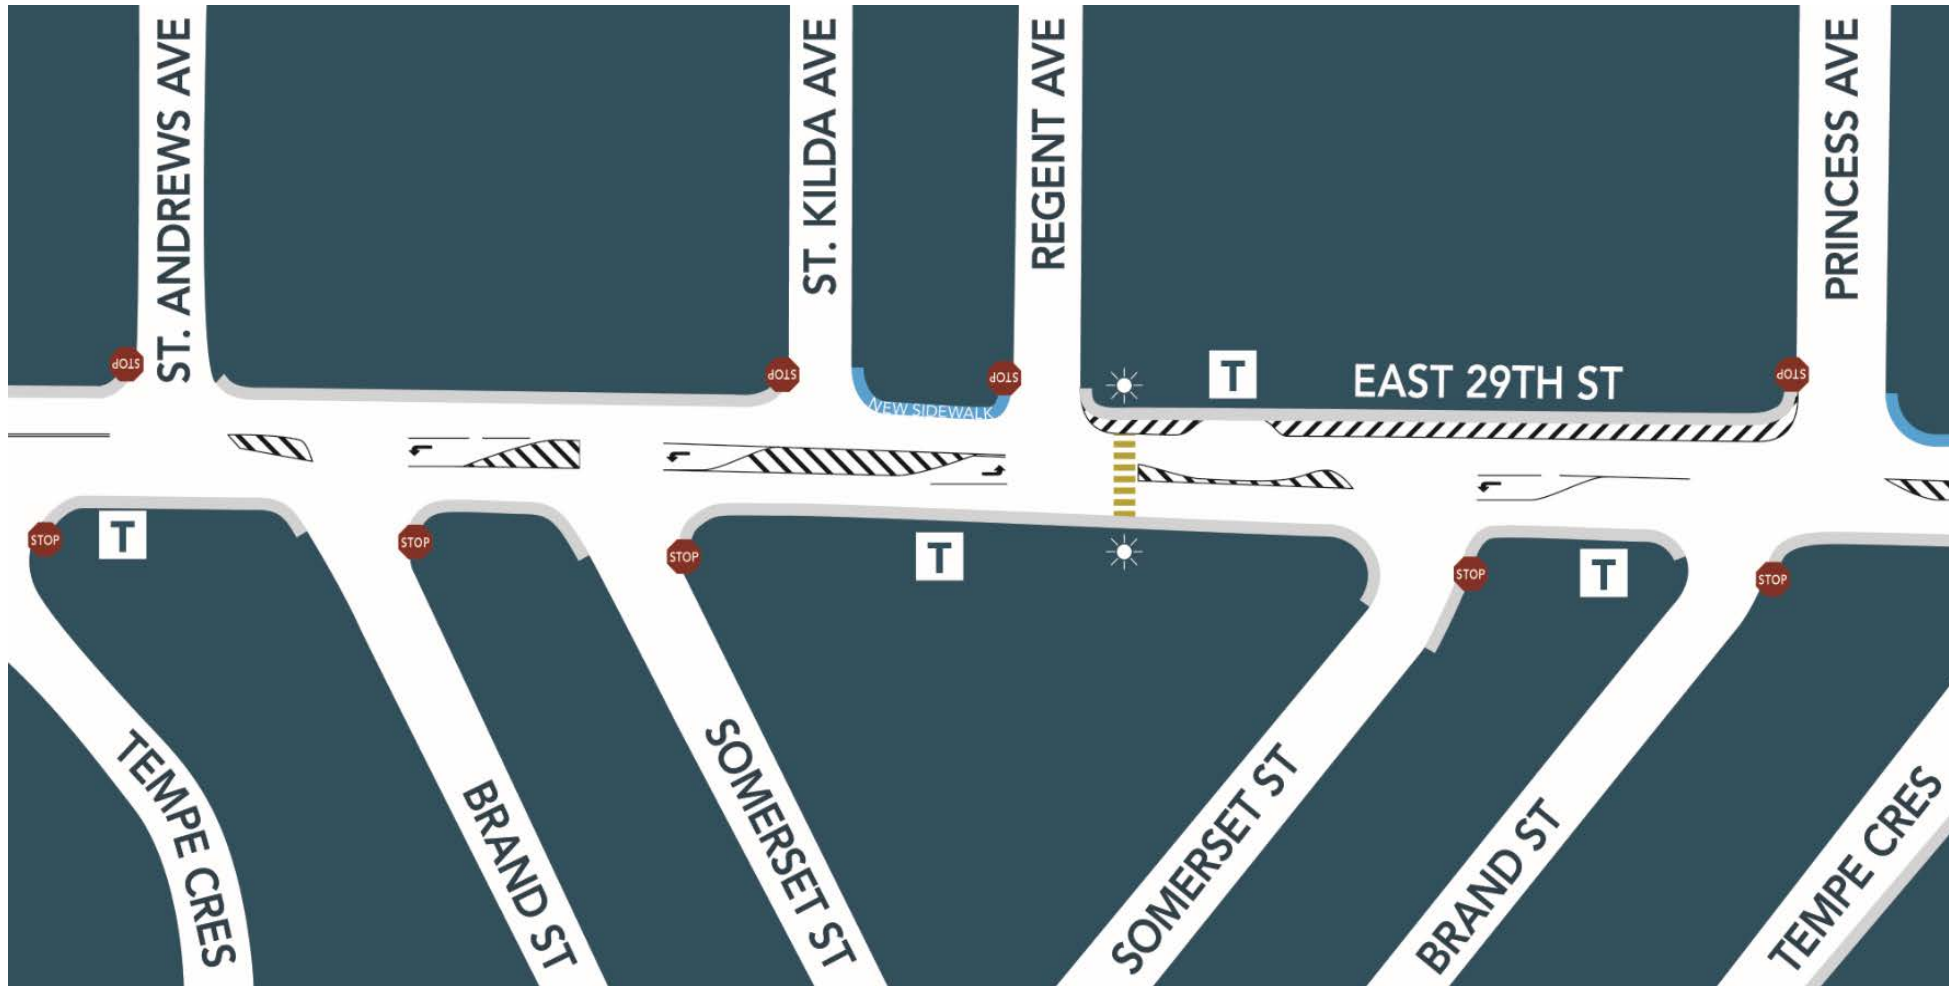 ST. ANDREWS AVE
ST. KILDA AVE
REGENT AVE
PRINCESS AVE
STOP
STOP
STOP
STOP
T
EAST 29TH ST
NEW SIDEWALK
STOP
T
STOP
STOP
T
STOP
T
STOP
TEMPE CRES
BRAND ST
SOMERSET ST
SOMERSET ST
BRAND ST
TEMPE CRES